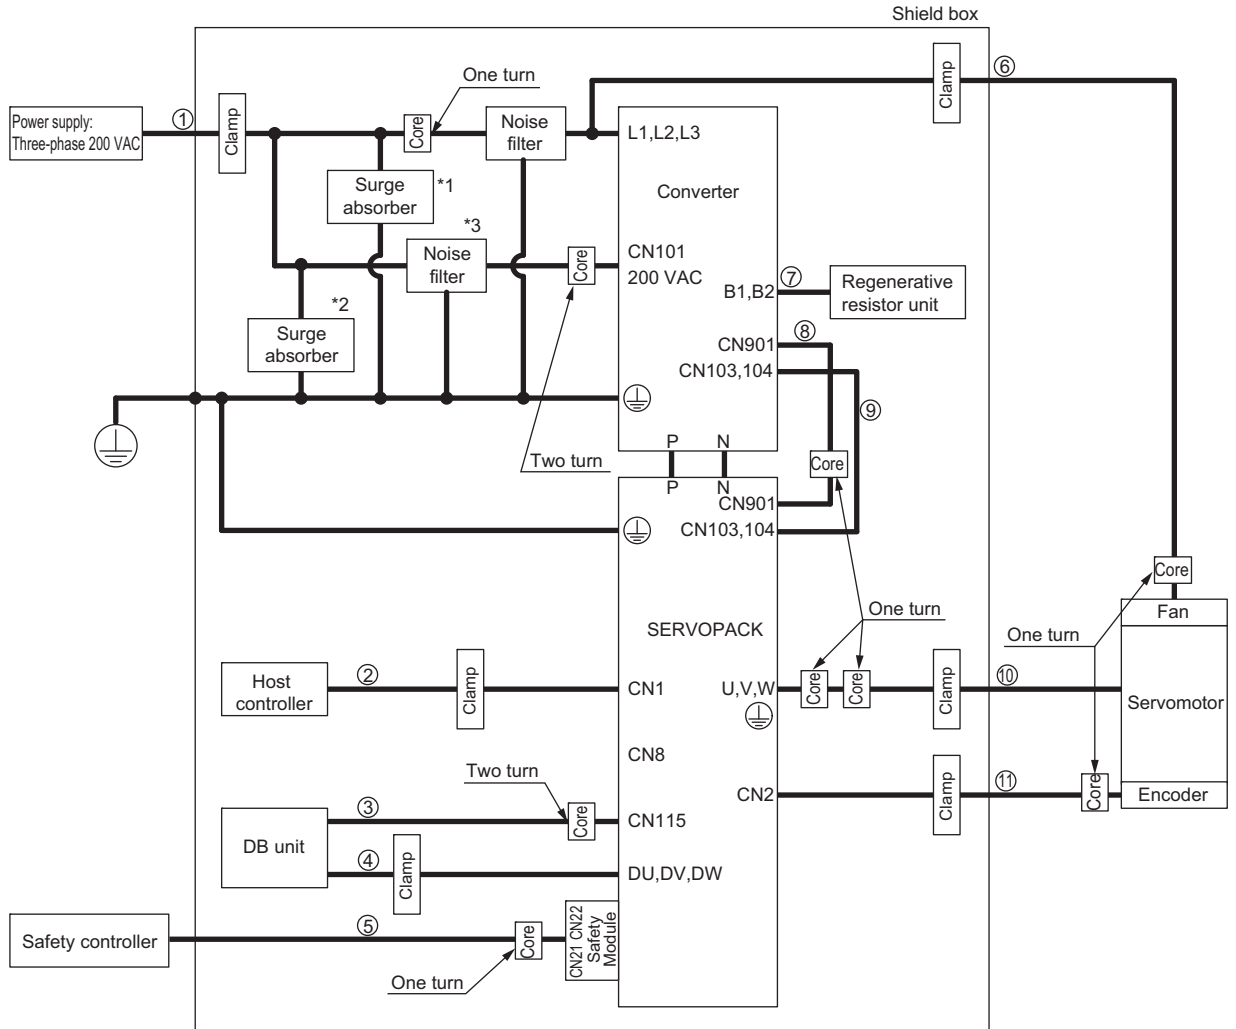 Shield box
One turn
⑥
Clamp
Power supply:
Three-phase 200 VAC
①
Clamp
Core
Noise
filter
L1,L2,L3
Converter
Surge
absorber
*1
*3
Noise
filter
Core
CN101
200 VAC
B1,B2
⑦
Regenerative
resistor unit
*2
Surge
absorber
CN901
⑧
CN103,104
⑨
Two turn
P
N
Core
P
N
CN901
CN103,104
Core
Fan
One turn
One turn
SERVOPACK
Host
controller
②
Clamp
CN1
U,V,W
Core
Core
Clamp
⑩
Servomotor
CN8
Two turn
CN2
Clamp
⑪
Core
Encoder
DB unit
③
Core
CN115
④
Clamp
DU,DV,DW
Safety controller
⑤
Core
CN21 CN22
Safety
Module
One turn